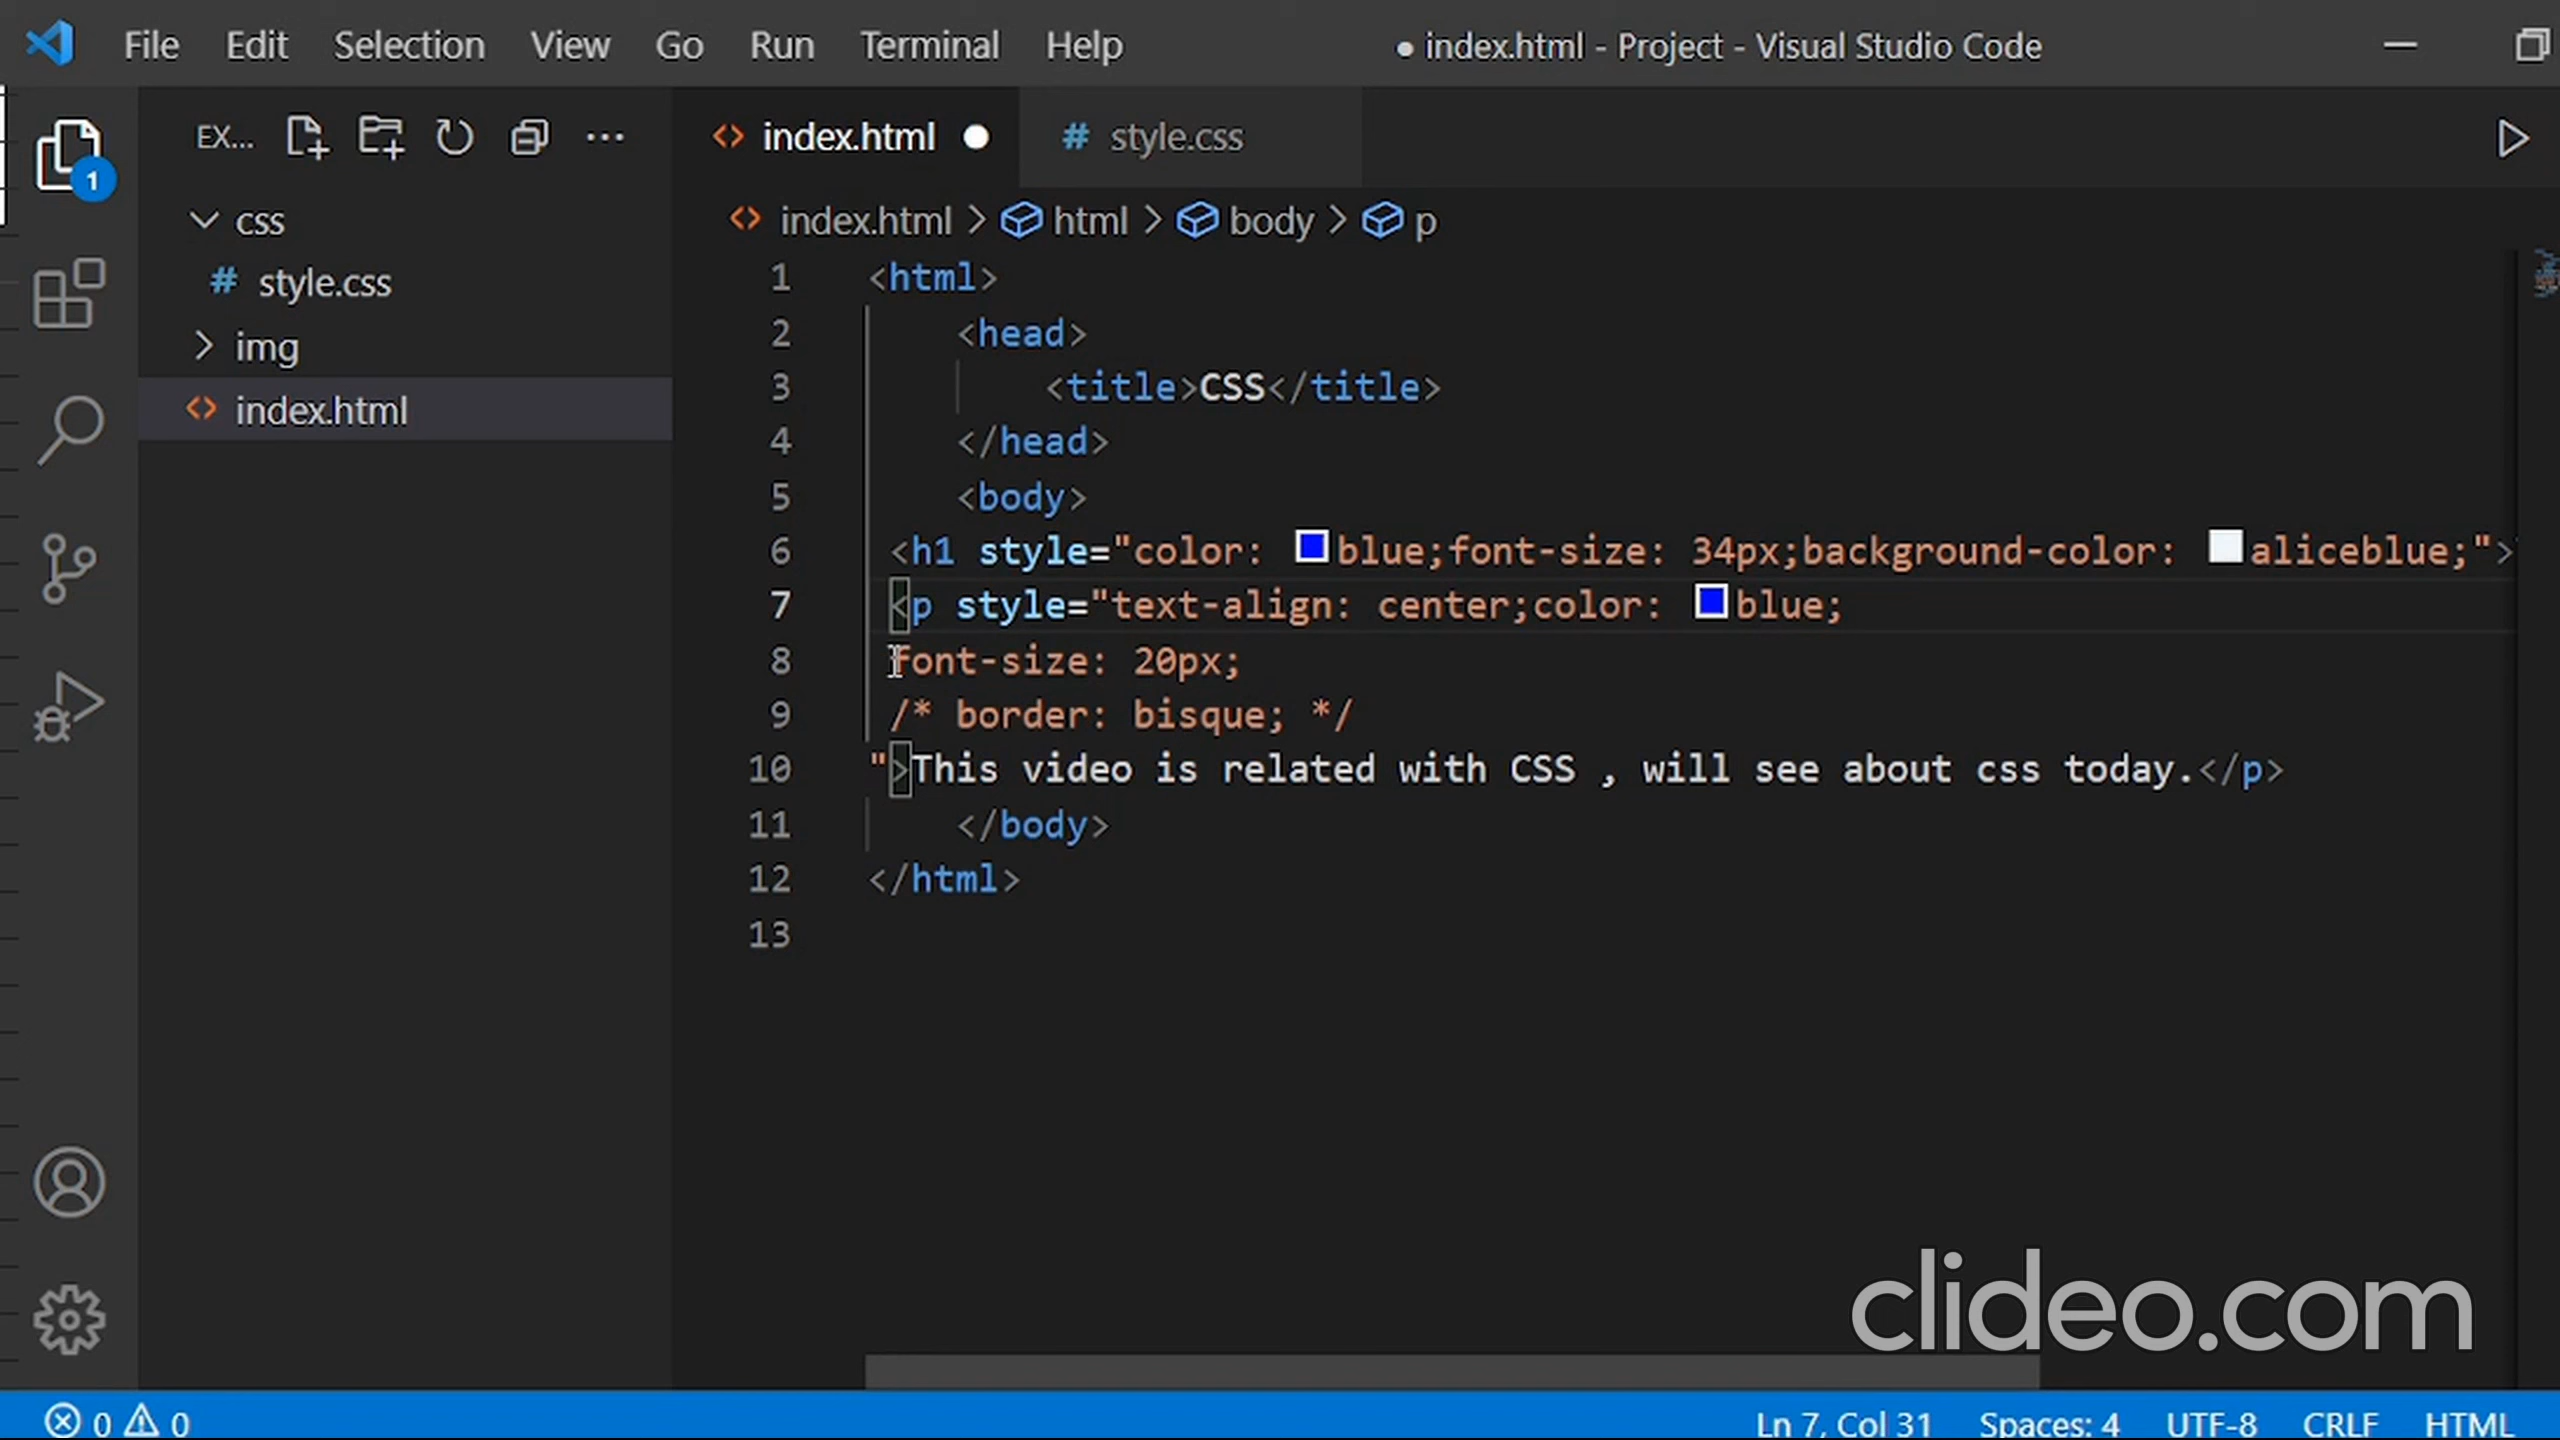 File Edit Selection View Go Run Terminal Help ● index.html - Project - Visual Studio Code
EX... index.html ● # style.css
1
css
# style.css
img
index.html
index.html > html > body > p
1 <html>
2 <head>
3 <title>CSS</title>
4 </head>
5 <body>
6 <h1 style="color: blue;font-size: 34px;background-color: aliceblue;">
7 <p style="text-align: center;color: blue;
8 font-size: 20px;
9 /* border: bisque; */
10 ">This video is related with CSS , will see about css today.</p>
11 </body>
12 </html>
13
clideo.com
0 0 Ln 7, Col 31 Spaces: 4 UTF-8 CRLF HTML